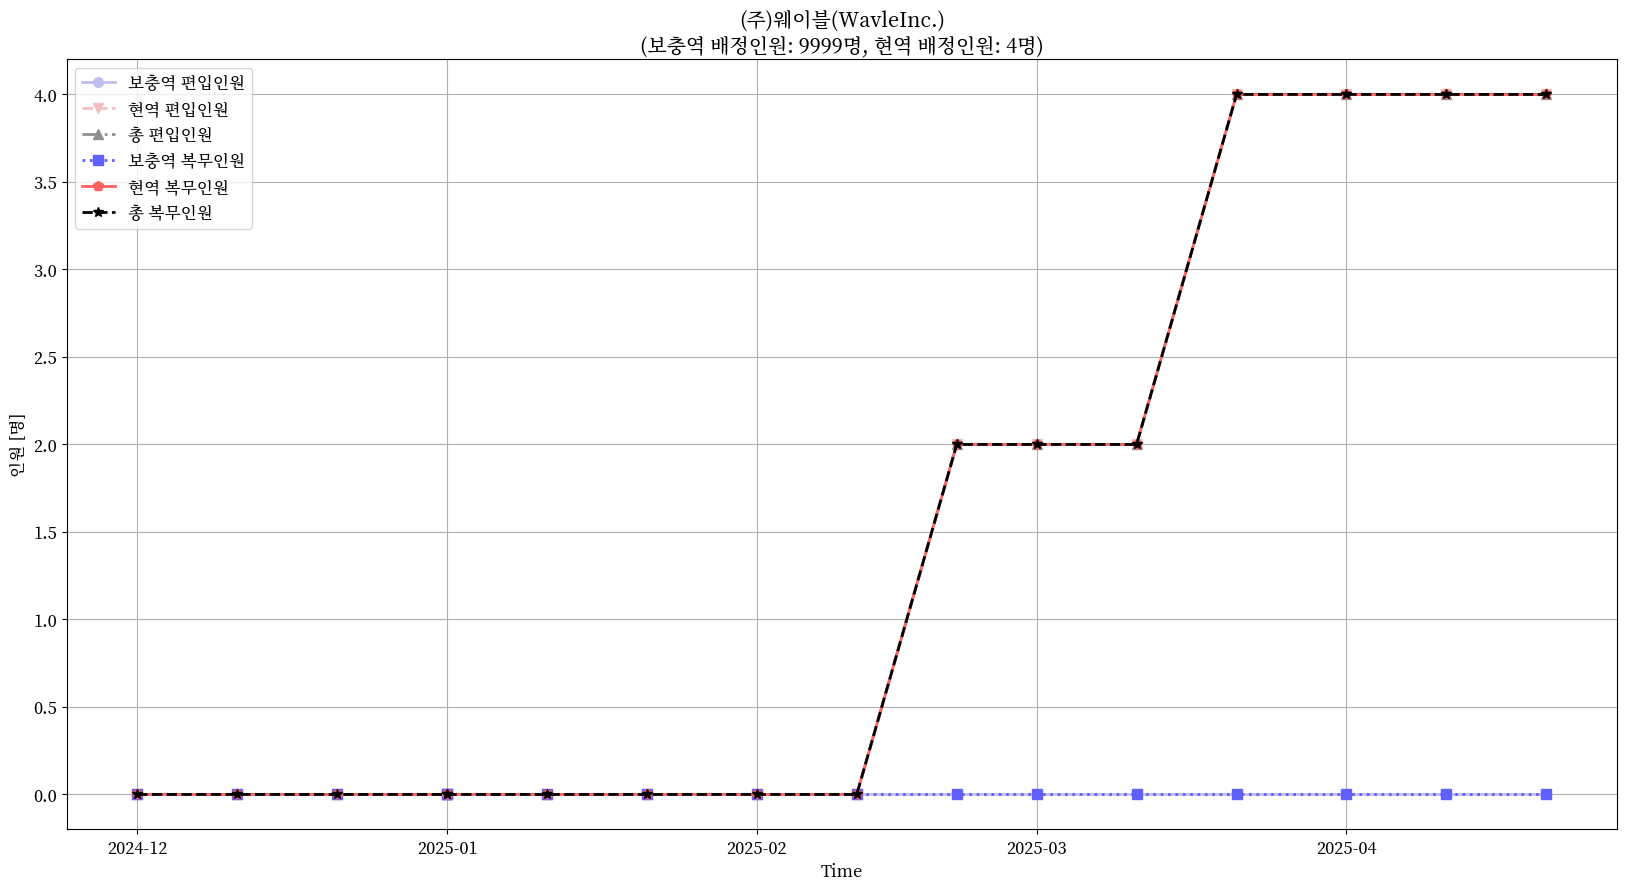 (주)웨이블(WavleInc.)
(보충역 배정인원: 9999명, 현역 배정인원: 4명)
보충역 편입인원
현역 편입인원
총 편입인원
보충역 복무인원
현역 복무인원
총 복무인원
4.0
3.5
3.0
2.5
2.0
1.5
1.0
0.5
0.0
인원 [명]
2024-12
2025-01
2025-02
2025-03
2025-04
Time